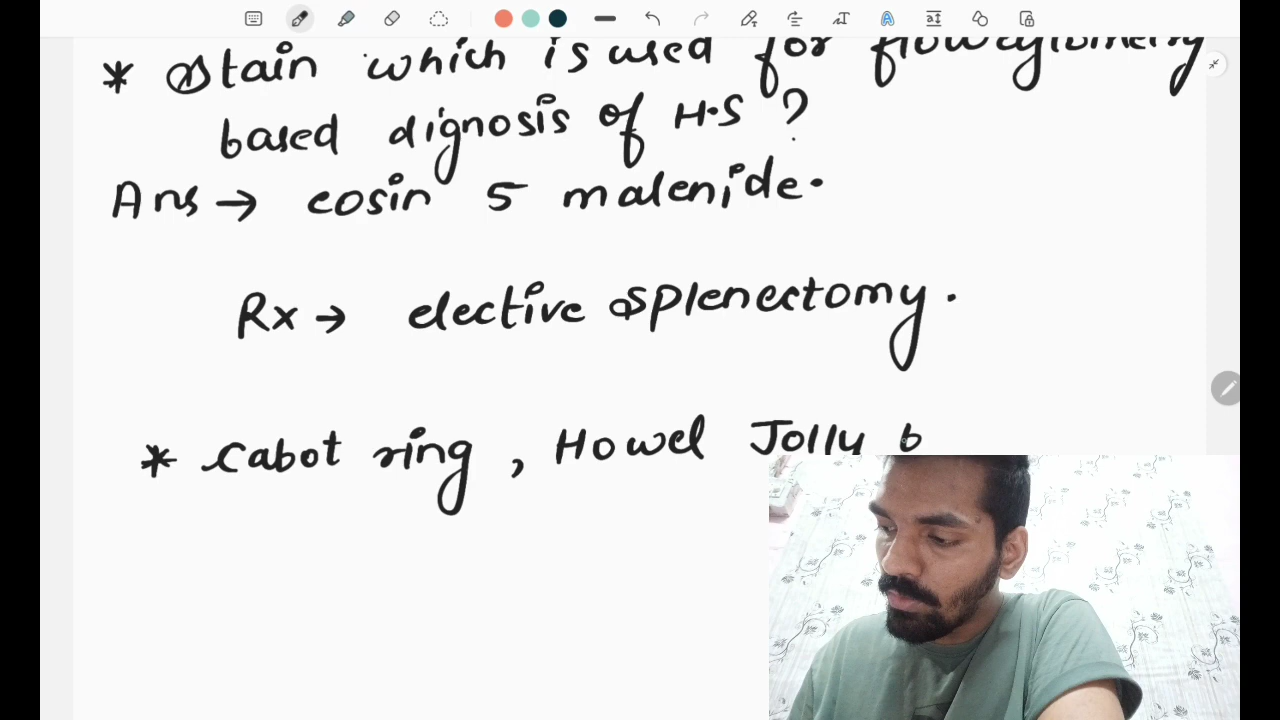 * Stain which is used for flowcytometry
based dignosis of H.S ?
Ans → eosin 5 malenide.
Rx → elective splenectomy.
* Cabot ring, Howel Jolly b